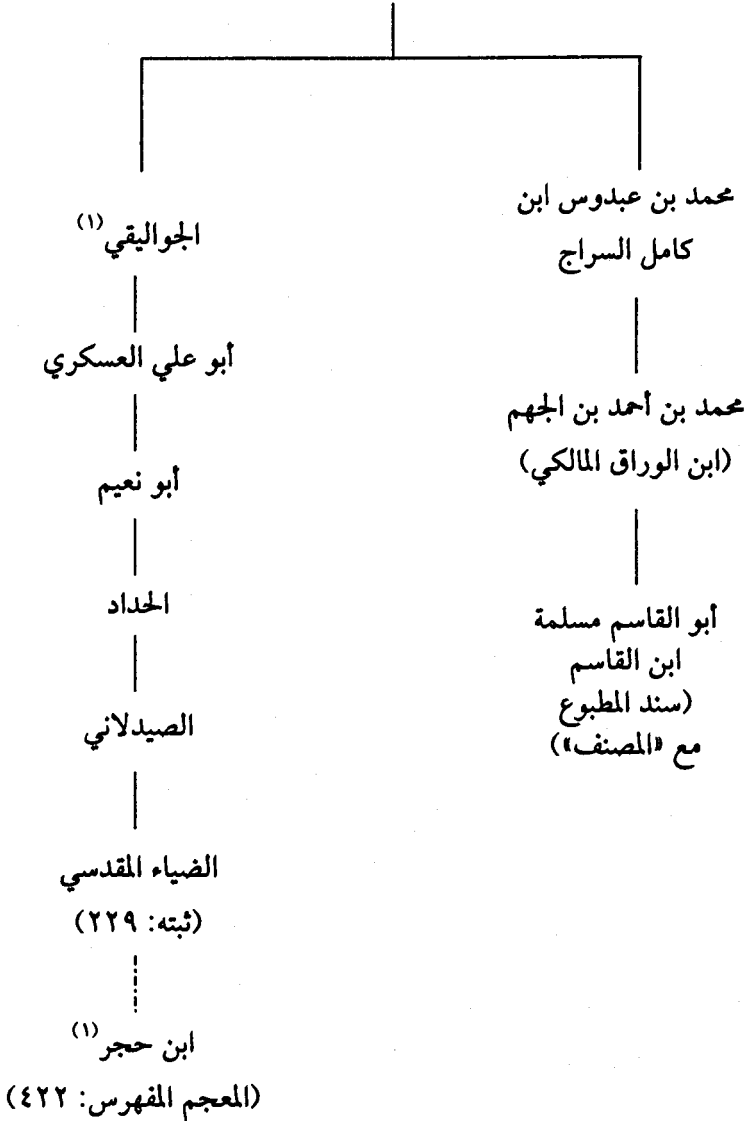 محمد بن عبدوس ابن
كامل السراج
محمد بن أحمد بن الجهم
(ابن الوراق المالكي)
أبو القاسم مسلمة
ابن القاسم
(سند المطبوع
مع «المصنف»)
الجواليقي(١)
أبو علي العسكري
أبو نعيم
الحداد
الصيدلاني
الضياء المقدسي
(ثبته: ٢٢٩)
ابن حجر(١)
(المعجم المفهرس: ٤٢٢)